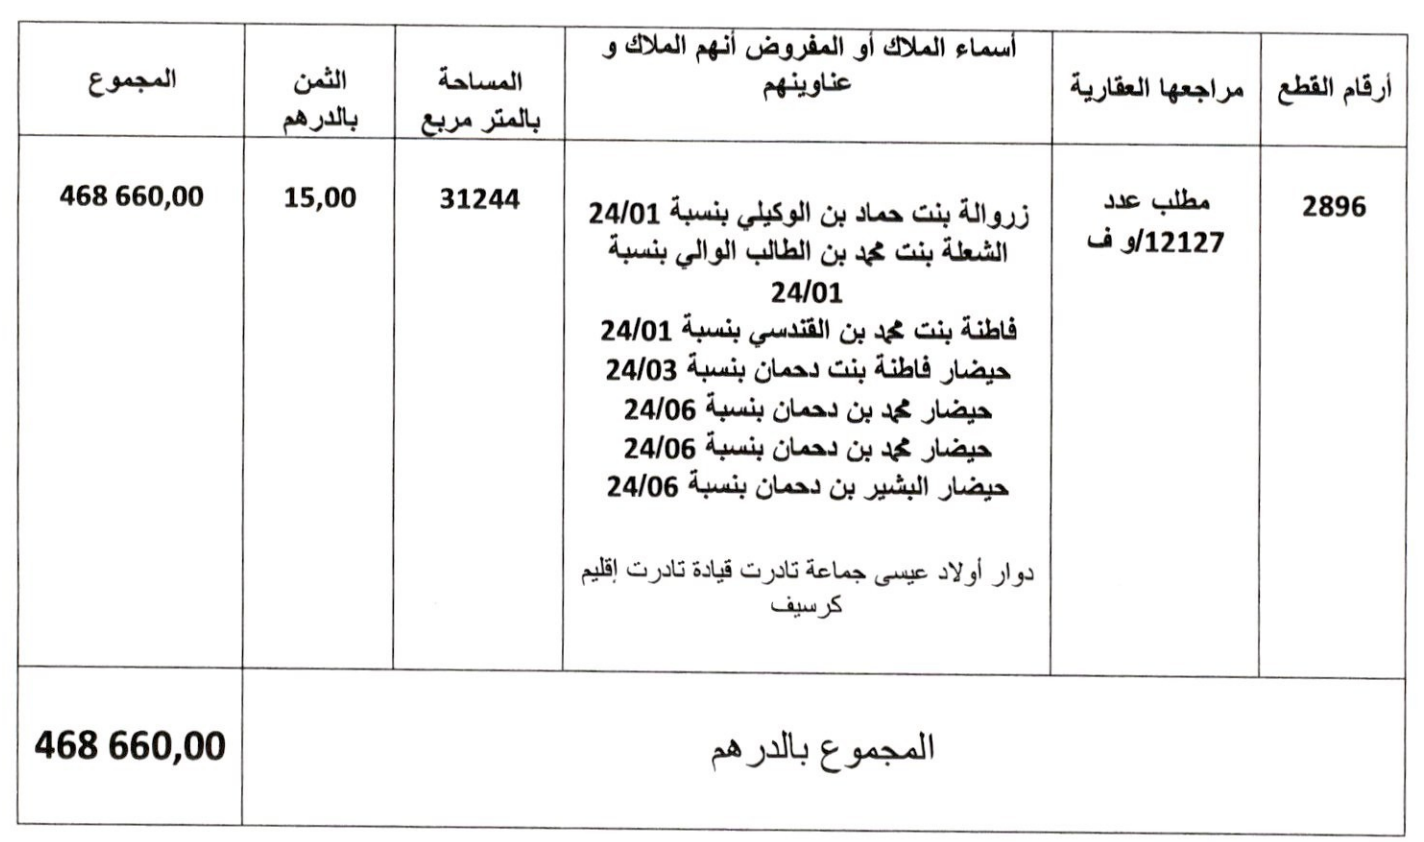 أرقام القطع
مراجعها العقارية
أسماء الملاك أو المفروض أنهم الملاك و
عناوينهم
المساحة
بالمتر مربع
الثمن
بالدرهم
المجموع
2896
مطلب عدد
12127/و ف
زروالة بنت حماد بن الوكيلي بنسبة 24/01
الشعلة بنت محمد بن الطالب الوالي بنسبة
24/01
فاطنة بنت محمد بن القندسي بنسبة 24/01
حيضار فاطنة بنت دحمان بنسبة 24/03
حيضار محمد بن دحمان بنسبة 24/06
حيضار محمد بن دحمان بنسبة 24/06
حيضار البشير بن دحمان بنسبة 24/06
دوار أولاد عيسى جماعة تادرت قيادة تادرت إقليم
كرسيف
31244
15,00
468 660,00
المجموع بالدرهم
468 660,00